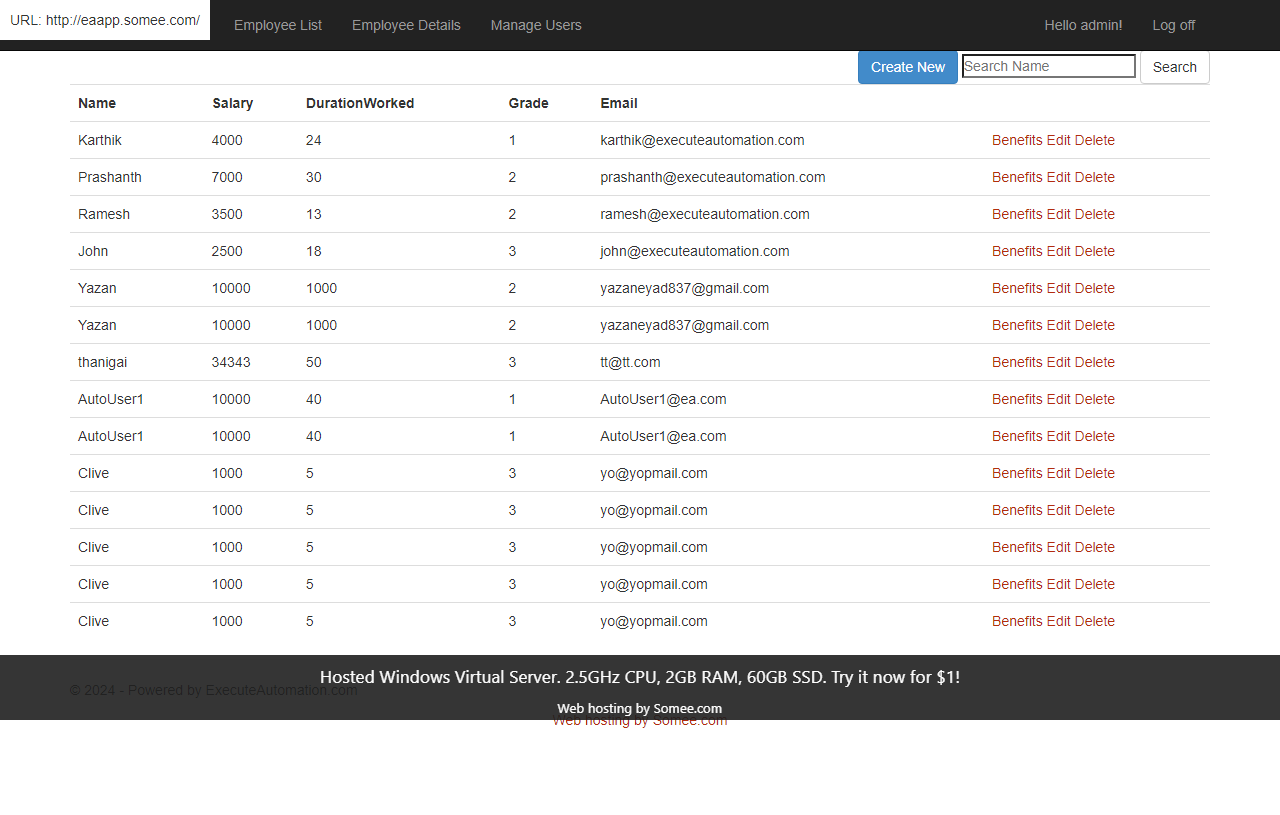 URL: http://eaapp.somee.com/ Employee List Employee Details Manage Users Hello admin! Log off
Create New Search Name Search
Name Salary DurationWorked Grade Email
Karthik 4000 24 1 karthik@executeautomation.com Benefits Edit Delete
Prashanth 7000 30 2 prashanth@executeautomation.com Benefits Edit Delete
Ramesh 3500 13 2 ramesh@executeautomation.com Benefits Edit Delete
John 2500 18 3 john@executeautomation.com Benefits Edit Delete
Yazan 10000 1000 2 yazaneyad837@gmail.com Benefits Edit Delete
Yazan 10000 1000 2 yazaneyad837@gmail.com Benefits Edit Delete
thanigai 34343 50 3 tt@tt.com Benefits Edit Delete
AutoUser1 10000 40 1 AutoUser1@ea.com Benefits Edit Delete
AutoUser1 10000 40 1 AutoUser1@ea.com Benefits Edit Delete
Clive 1000 5 3 yo@yopmail.com Benefits Edit Delete
Clive 1000 5 3 yo@yopmail.com Benefits Edit Delete
Clive 1000 5 3 yo@yopmail.com Benefits Edit Delete
Clive 1000 5 3 yo@yopmail.com Benefits Edit Delete
Clive 1000 5 3 yo@yopmail.com Benefits Edit Delete
Hosted Windows Virtual Server. 2.5GHz CPU, 2GB RAM, 60GB SSD. Try it now for $1!
© 2024 - Powered by ExecuteAutomation.com
Web hosting by Somee.com
Web hosting by Somee.com